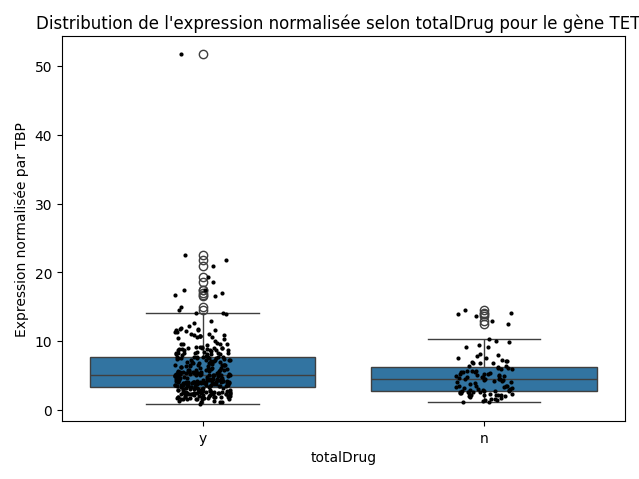 Distribution de l'expression normalisée selon totalDrug pour le gène TET
Expression normalisée par TBP
50
40
30
20
10
0
y
n
totalDrug